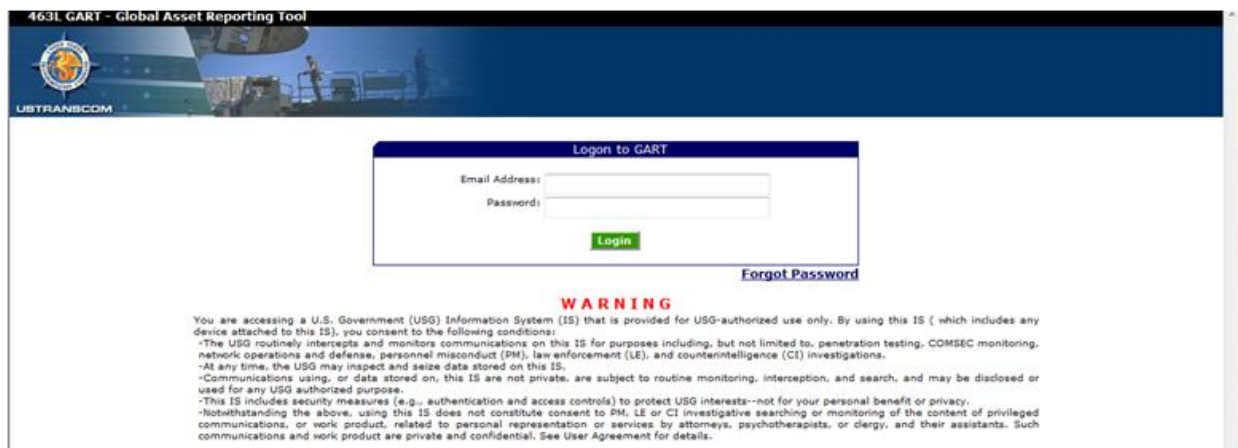 463L GART - Global Asset Reporting Tool
USTRANSCOM
Logon to GART
Email Address:
Password:
Login
Forgot Password
WARNING
You are accessing a U.S. Government (USG) Information System (IS) that is provided for USG-authorized use only. By using this IS ( which includes any
device attached to this IS), you consent to the following conditions:
-The USG routinely intercepts and monitors communications on this IS for purposes including, but not limited to, penetration testing, COMSEC monitoring,
network operations and defense, personnel misconduct (PM), law enforcement (LE), and counterintelligence (CI) investigations.
-At any time, the USG may inspect and seize data stored on this IS.
-Communications using, or data stored on, this IS are not private, are subject to routine monitoring, interception, and search, and may be disclosed or
used for any USG authorized purpose.
-This IS includes security measures (e.g., authentication and access controls) to protect USG interests--not for your personal benefit or privacy.
-Notwithstanding the above, using this IS does not constitute consent to PM, LE or CI investigative searching or monitoring of the content of privileged
communications, or work product, related to personal representation or services by attorneys, psychotherapists, or clergy, and their assistants. Such
communications and work product are private and confidential. See User Agreement for details.